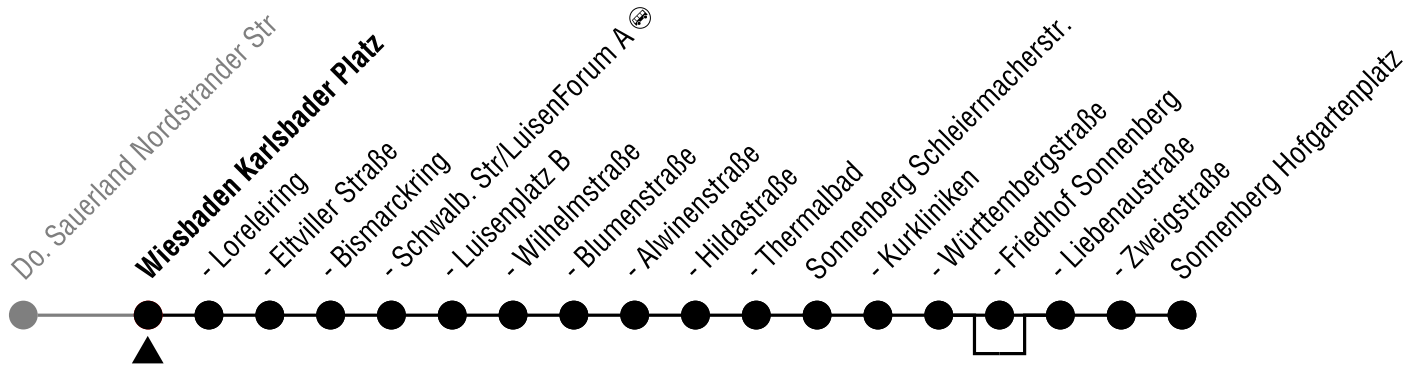 Do. Sauerland Nordstrander Str
Wiesbaden Karlsbader Platz
- Loreleiring
- Eltviller Straße
- Bismarckring
- Schwalb. Str/LuisenForum A
- Luisenplatz B
- Wilhelmstraße
- Blumenstraße
- Alwinenstraße
- Hildastraße
- Thermalbad
Sonnenberg Schleiermacherstr.
- Kurkliniken
- Württembergstraße
- Friedhof Sonnenberg
- Liebenaustraße
- Zweigstraße
Sonnenberg Hofgartenplatz